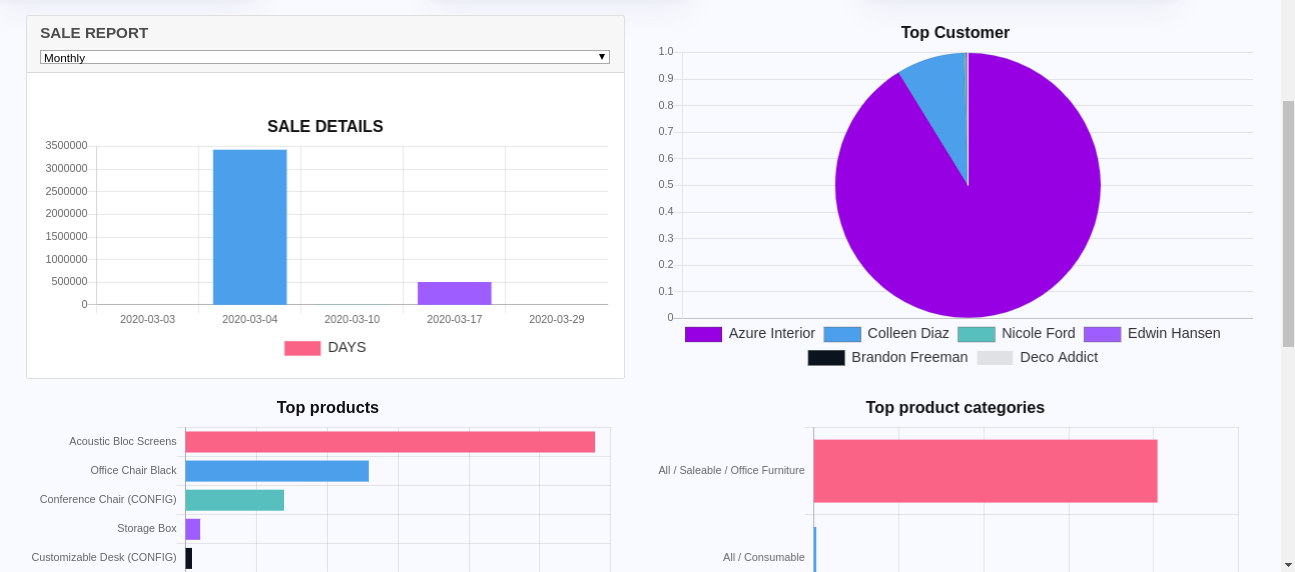 SALE REPORT
Monthly
SALE DETAILS
3500000
3000000
2500000
2000000
1500000
1000000
500000
0
2020-03-03 2020-03-04 2020-03-10 2020-03-17 2020-03-29
DAYS
Top Customer
1.0
0.9
0.8
0.7
0.6
0.5
0.4
0.3
0.2
0.1
0
Azure Interior Colleen Diaz Nicole Ford Edwin Hansen
Brandon Freeman Deco Addict
Top products
Acoustic Bloc Screens
Office Chair Black
Conference Chair (CONFIG)
Storage Box
Customizable Desk (CONFIG)
Top product categories
All / Saleable / Office Furniture
All / Consumable